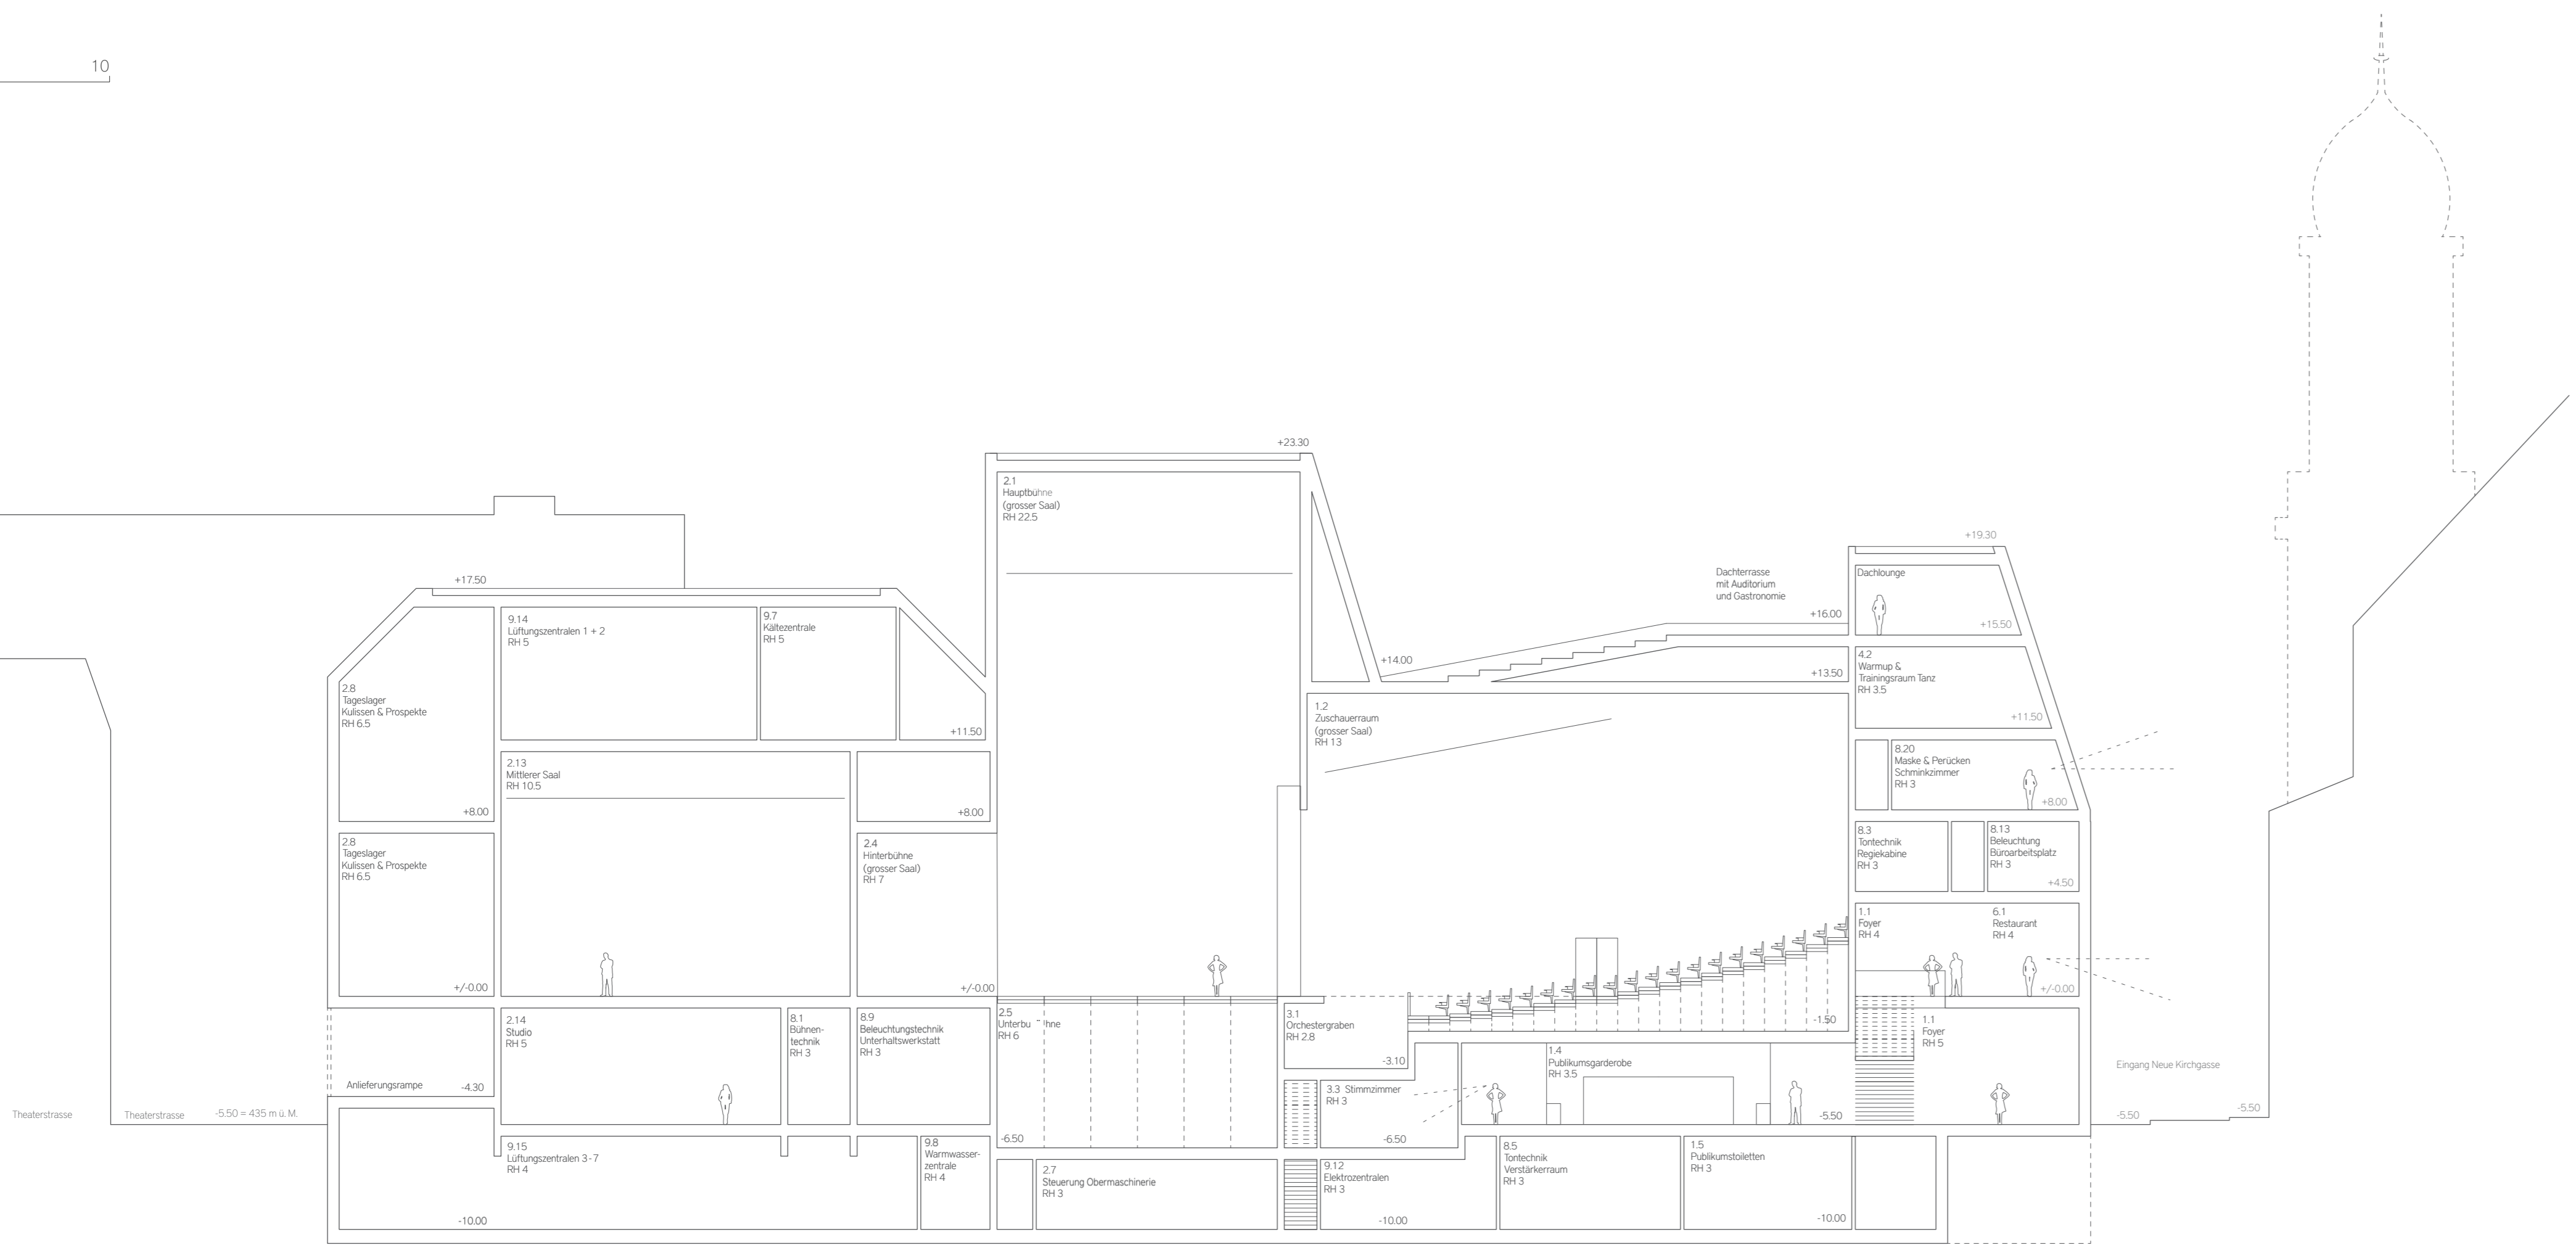 10
+23.30
2.1
Hauptbühne
(grosser Saal)
RH 22.5
+19.30
Dachterrasse
mit Auditorium
und Gastronomie
Dachlounge
+17.50
+16.00
+15.50
9.14
Lüftungszentralen 1 + 2
RH 5
9.7
Kältezentrale
RH 5
+14.00
+13.50
4.2
Warmup &
Trainingsraum Tanz
RH 3.5
2.8
Tageslager
Kulissen & Prospekte
RH 6.5
1.2
Zuschauerraum
(grosser Saal)
RH 13
+11.50
+11.50
2.13
Mittlerer Saal
RH 10.5
8.20
Maske & Perücken
Schminkzimmer
RH 3
+8.00
+8.00
+8.00
2.8
Tageslager
Kulissen & Prospekte
RH 6.5
2.4
Hinterbühne
(grosser Saal)
RH 7
8.3
Tontechnik
Regiekabine
RH 3
8.13
Beleuchtung
Büroarbeitsplatz
RH 3
+4.50
1.1
Foyer
RH 4
6.1
Restaurant
RH 4
+/-0.00
+/-0.00
+/-0.00
2.14
Studio
RH 5
8.1
Bühnen-
technik
RH 3
8.9
Beleuchtungstechnik
Unterhaltswerkstatt
RH 3
2.5
Unterbühne
RH 6
3.1
Orchestergraben
RH 2.8
-1.50
1.1
Foyer
RH 5
-3.10
1.4
Publikumsgarderobe
RH 3.5
Eingang Neue Kirchgasse
Anlieferungsrampe
-4.30
3.3 Stimmzimmer
RH 3
Theaterstrasse
Theaterstrasse
-5.50 = 435 m ü. M.
-5.50
-5.50
-5.50
-6.50
-6.50
9.15
Lüftungszentralen 3 - 7
RH 4
9.8
Warmwasser-
zentrale
RH 4
2.7
Steuerung Obermaschinerie
RH 3
9.12
Elektrozentralen
RH 3
8.5
Tontechnik
Verstärkerraum
RH 3
1.5
Publikumstoiletten
RH 3
-10.00
-10.00
-10.00